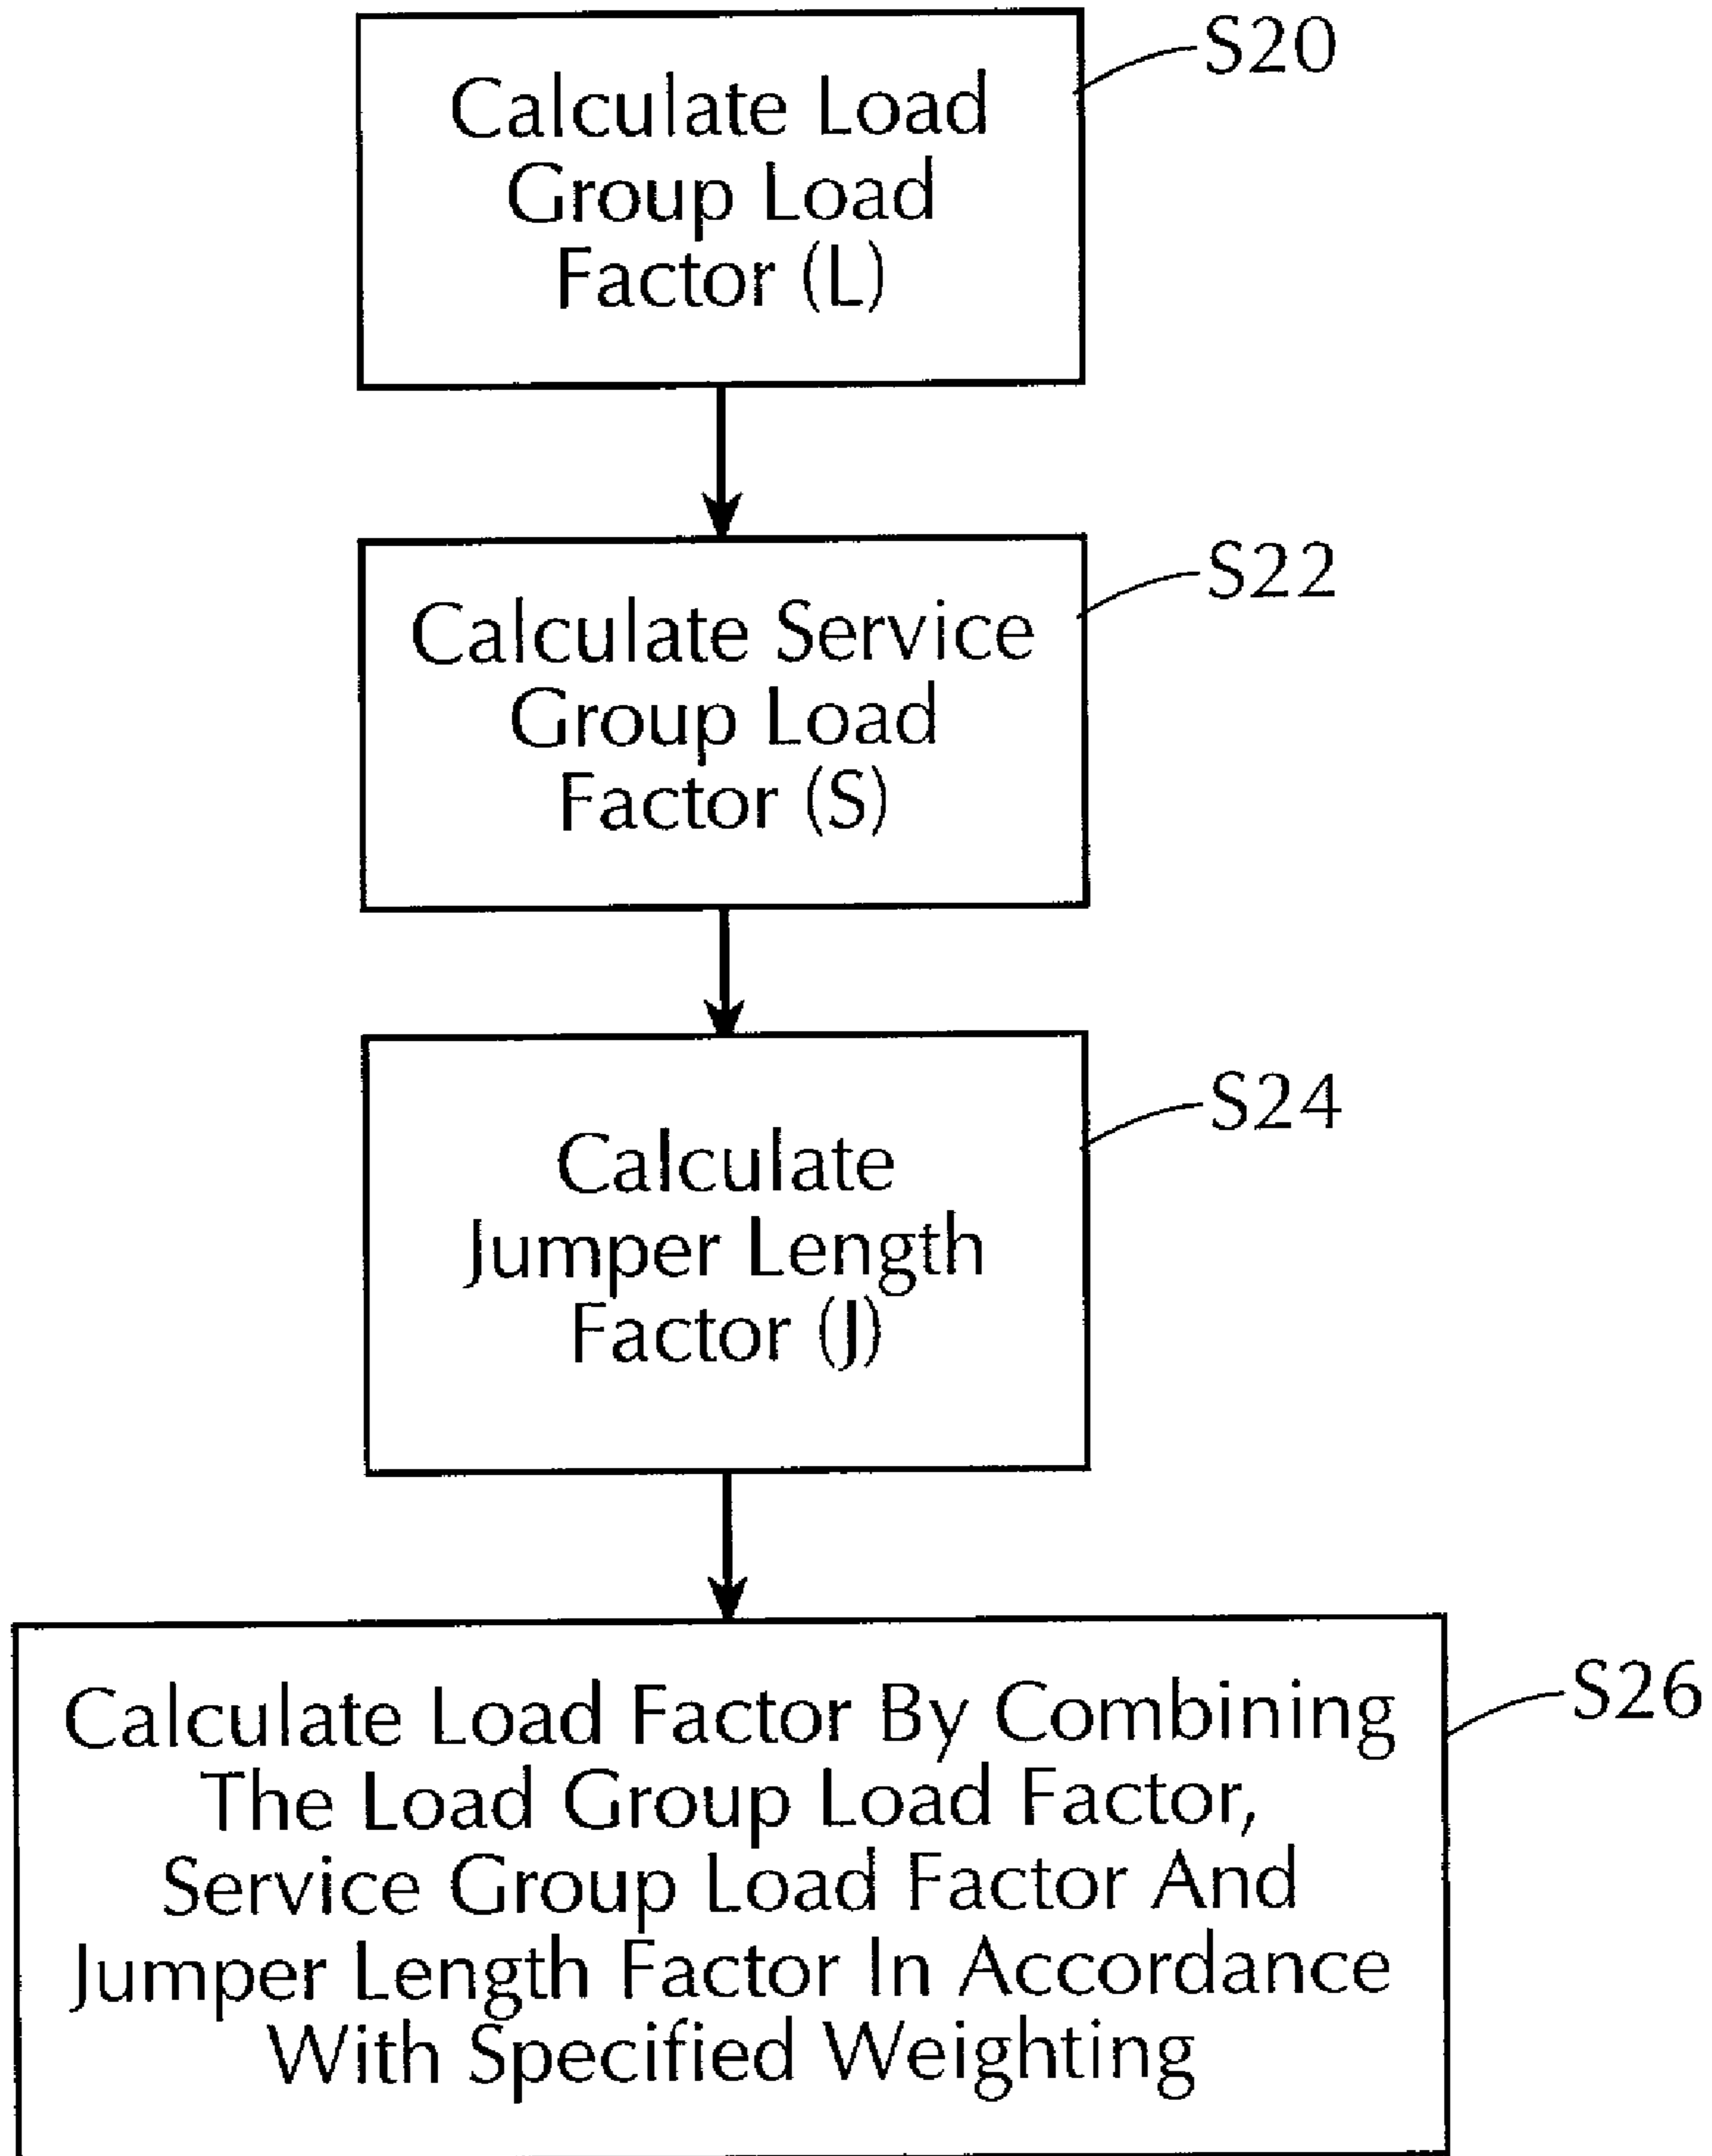 Calculate Load
Group Load
Factor (L)
S20
Calculate Service
Group Load
Factor (S)
S22
Calculate
Jumper Length
Factor (J)
S24
Calculate Load Factor By Combining
The Load Group Load Factor,
Service Group Load Factor And
Jumper Length Factor In Accordance
With Specified Weighting
S26